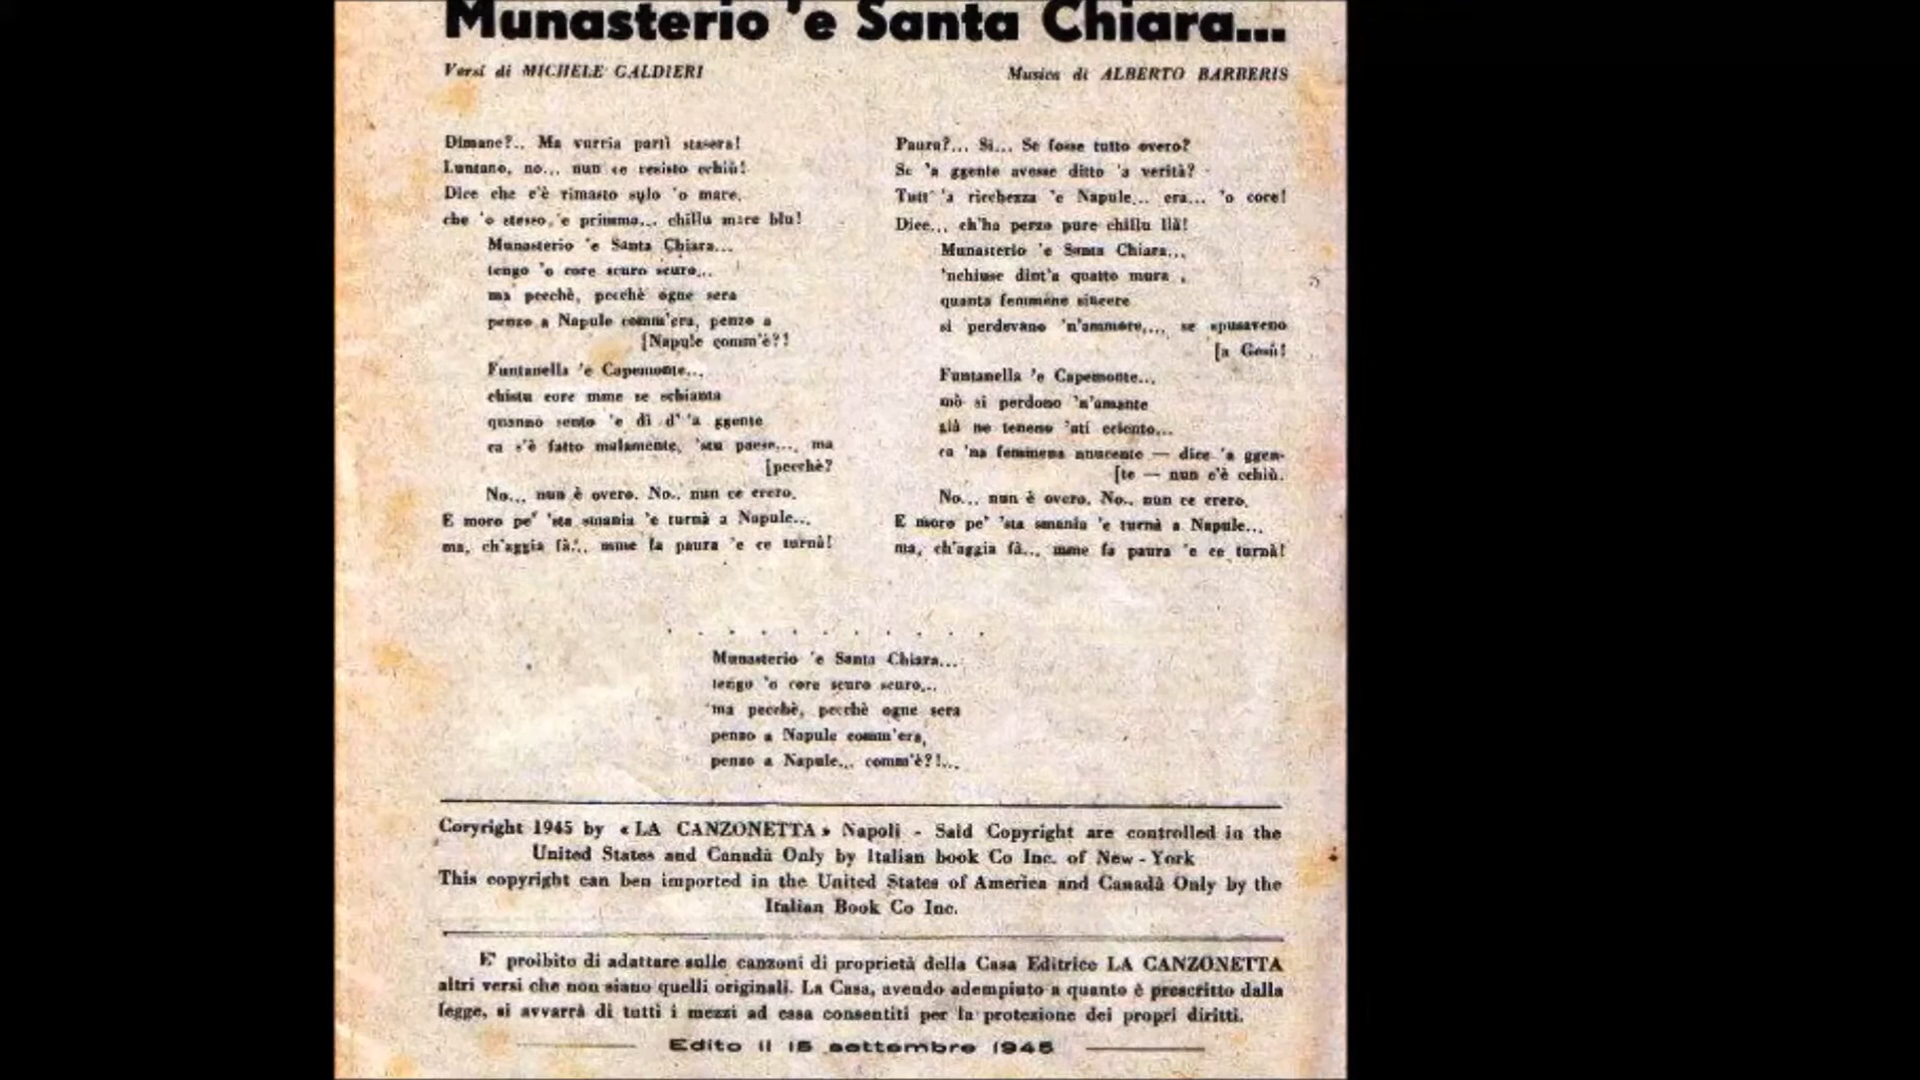 Munasterio 'e Santa Chiara...
Versi di MICHELE GALDIERI
Musica di ALBERTO BARBERIS
Dimane?.. Ma vurria partì stasera!
Luntano, no... nun ce resisto cchiù!
Dice che c'è rimasto sulo 'o mare,
che 'o stesso 'e primma... chillu mare blu!
Munasterio 'e Santa Chiara...
tengo 'o core scuro scuro...
ma pecchè, pecchè ogne sera
penzo a Napule comm'era, penzo a
[Napule comm'è?!
Funtanella 'e Capemonte...
chistu core mme se schianta
quanno sento 'e dì d' 'a ggente
ca s'è fatto malamente, 'stu paese... ma
[pecchè?
No... nun è overo. No.. nun ce crero.
E moro pe' 'sta smania 'e turnà a Napule...
ma, ch'aggia fà... mme fa paura 'e ce turnà!
Paura?... Si... Se fosse tutto overo?
Se 'a ggente avesse ditto 'a verità?
Tutt' 'a ricchezza 'e Napule... era... 'o core!
Dice... ch'ha perzo pure chillu llà!
Munasterio 'e Santa Chiara...
'nchiuse dint'a quatto mura
quanta femmene sincere
si perdevano 'n'ammore,... se spusaveno
[a Gesù!
Funtanella 'e Capemonte...
mò si perdono 'n'amante
già ne teneno 'ati ciento...
ca 'na femmena nnucente — dice 'a ggen-
[te — nun c'è cchiù.
No... nun è overo. No.. nun ce crero.
E moro pe' 'sta smania 'e turnà a Napule...
ma, ch'aggia fà... mme fa paura 'e ce turnà!
. . . . . . . . . . .
Munasterio 'e Santa Chiara...
tengo 'o core scuro scuro...
ma pecchè, pecchè ogne sera
penzo a Napule comm'era,
penzo a Napule... comm'è?!...
Coryright 1945 by «LA CANZONETTA» Napoli - Said Copyright are controlled in the
United States and Canadà Only by Italian book Co Inc. of New-York
This copyright can ben imported in the United States of America and Canadà Only by the
Italian Book Co Inc.
E' proibito di adattare sulle canzoni di proprietà della Casa Editrice LA CANZONETTA
altri versi che non siano quelli originali. La Casa, avendo adempiuto a quanto è prescritto dalla
legge, si avvarrà di tutti i mezzi ad essa consentiti per la protezione dei propri diritti.
Edito il 15 settembre 1945